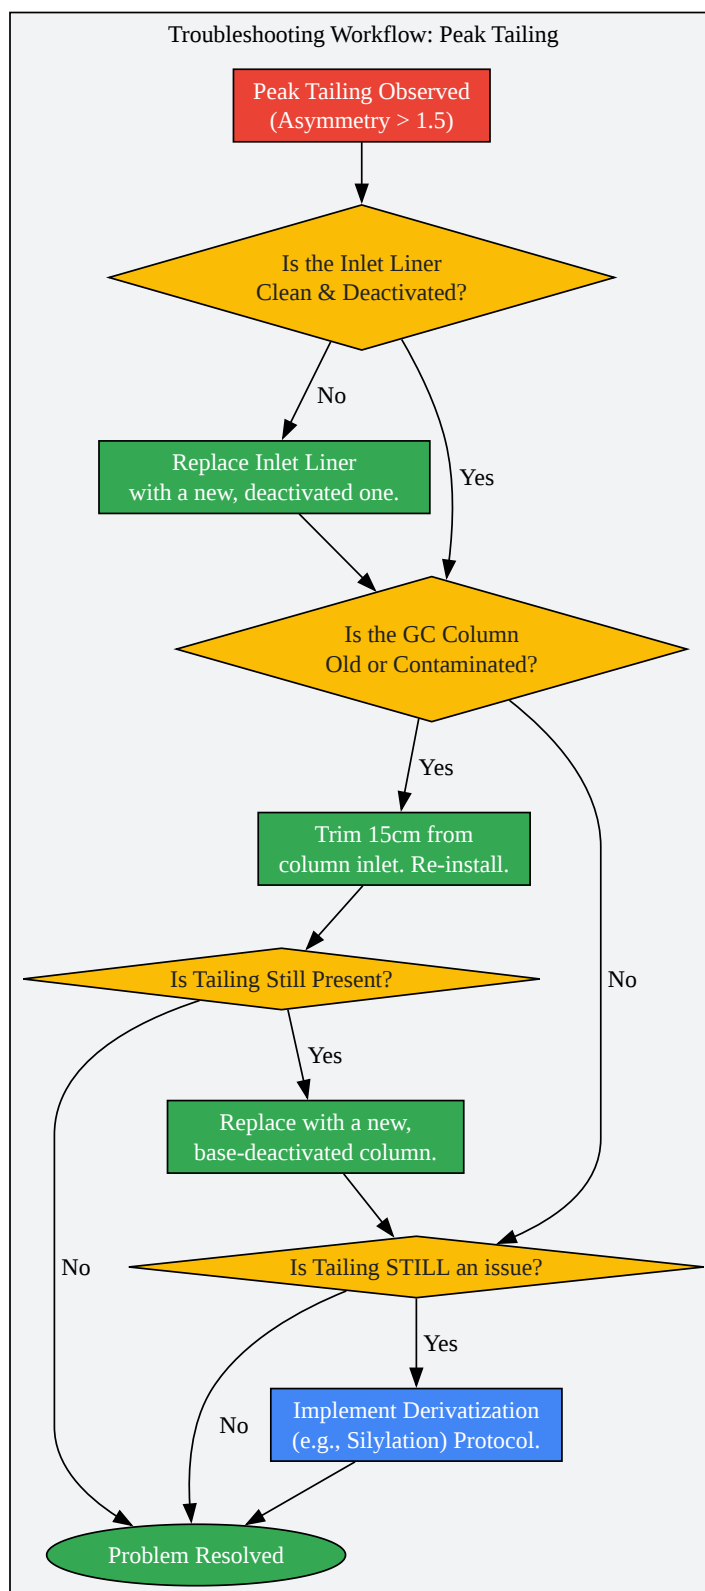 Troubleshooting Workflow: Peak Tailing
Peak Tailing Observed
(Asymmetry > 1.5)
Is the Inlet Liner
Clean & Deactivated?
No
Replace Inlet Liner
with a new, deactivated one.
Yes
Is the GC Column
Old or Contaminated?
Yes
Trim 15cm from
column inlet. Re-install.
Is Tailing Still Present?
No
Yes
Replace with a new,
base-deactivated column.
No
Is Tailing STILL an issue?
Yes
No
Implement Derivatization
(e.g., Silylation) Protocol.
Problem Resolved